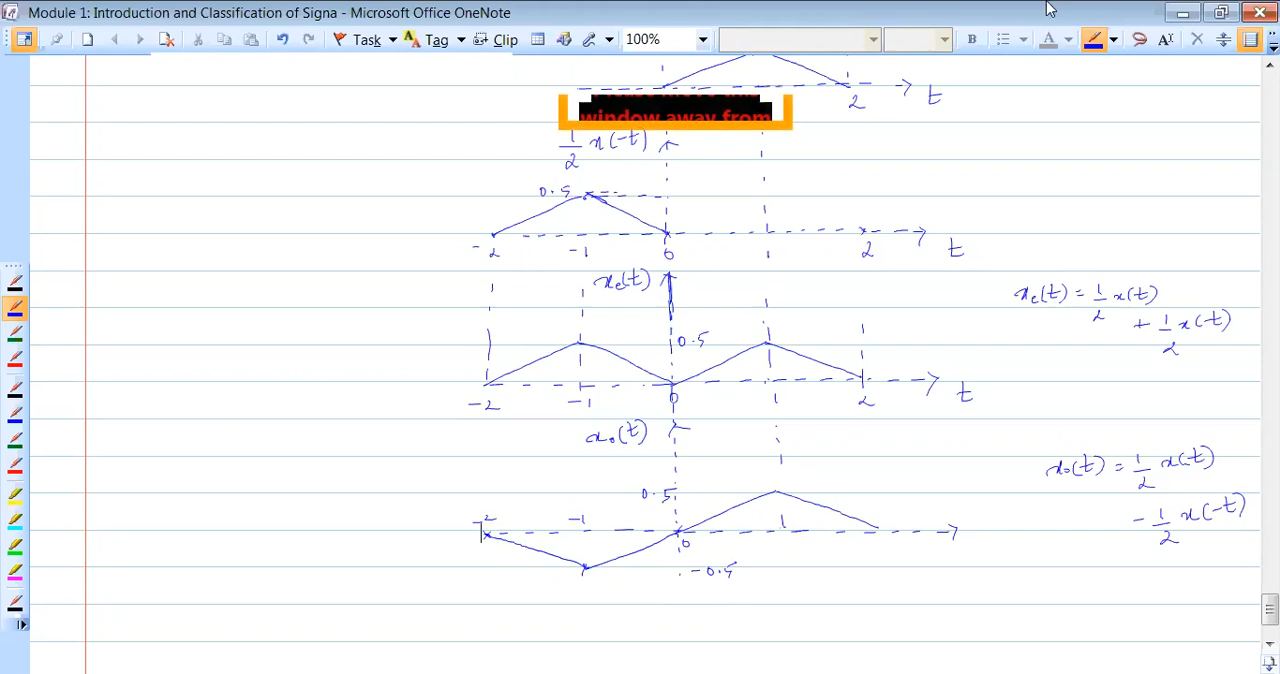 Module 1: Introduction and Classification of Signa - Microsoft Office OneNote
Task Tag Clip 100% B A
2 t
window away from
1/2 x(-t)
0.5
-2 -1 0 1 2 t
xe(t)
xe(t) = 1/2 x(t)
+ 1/2 x(-t)
0.5
-2 -1 0 1 2 t
xo(t)
xo(t) = 1/2 x(-t)
- 1/2 x(-t)
0.5
-2 -1 0 1
-0.5